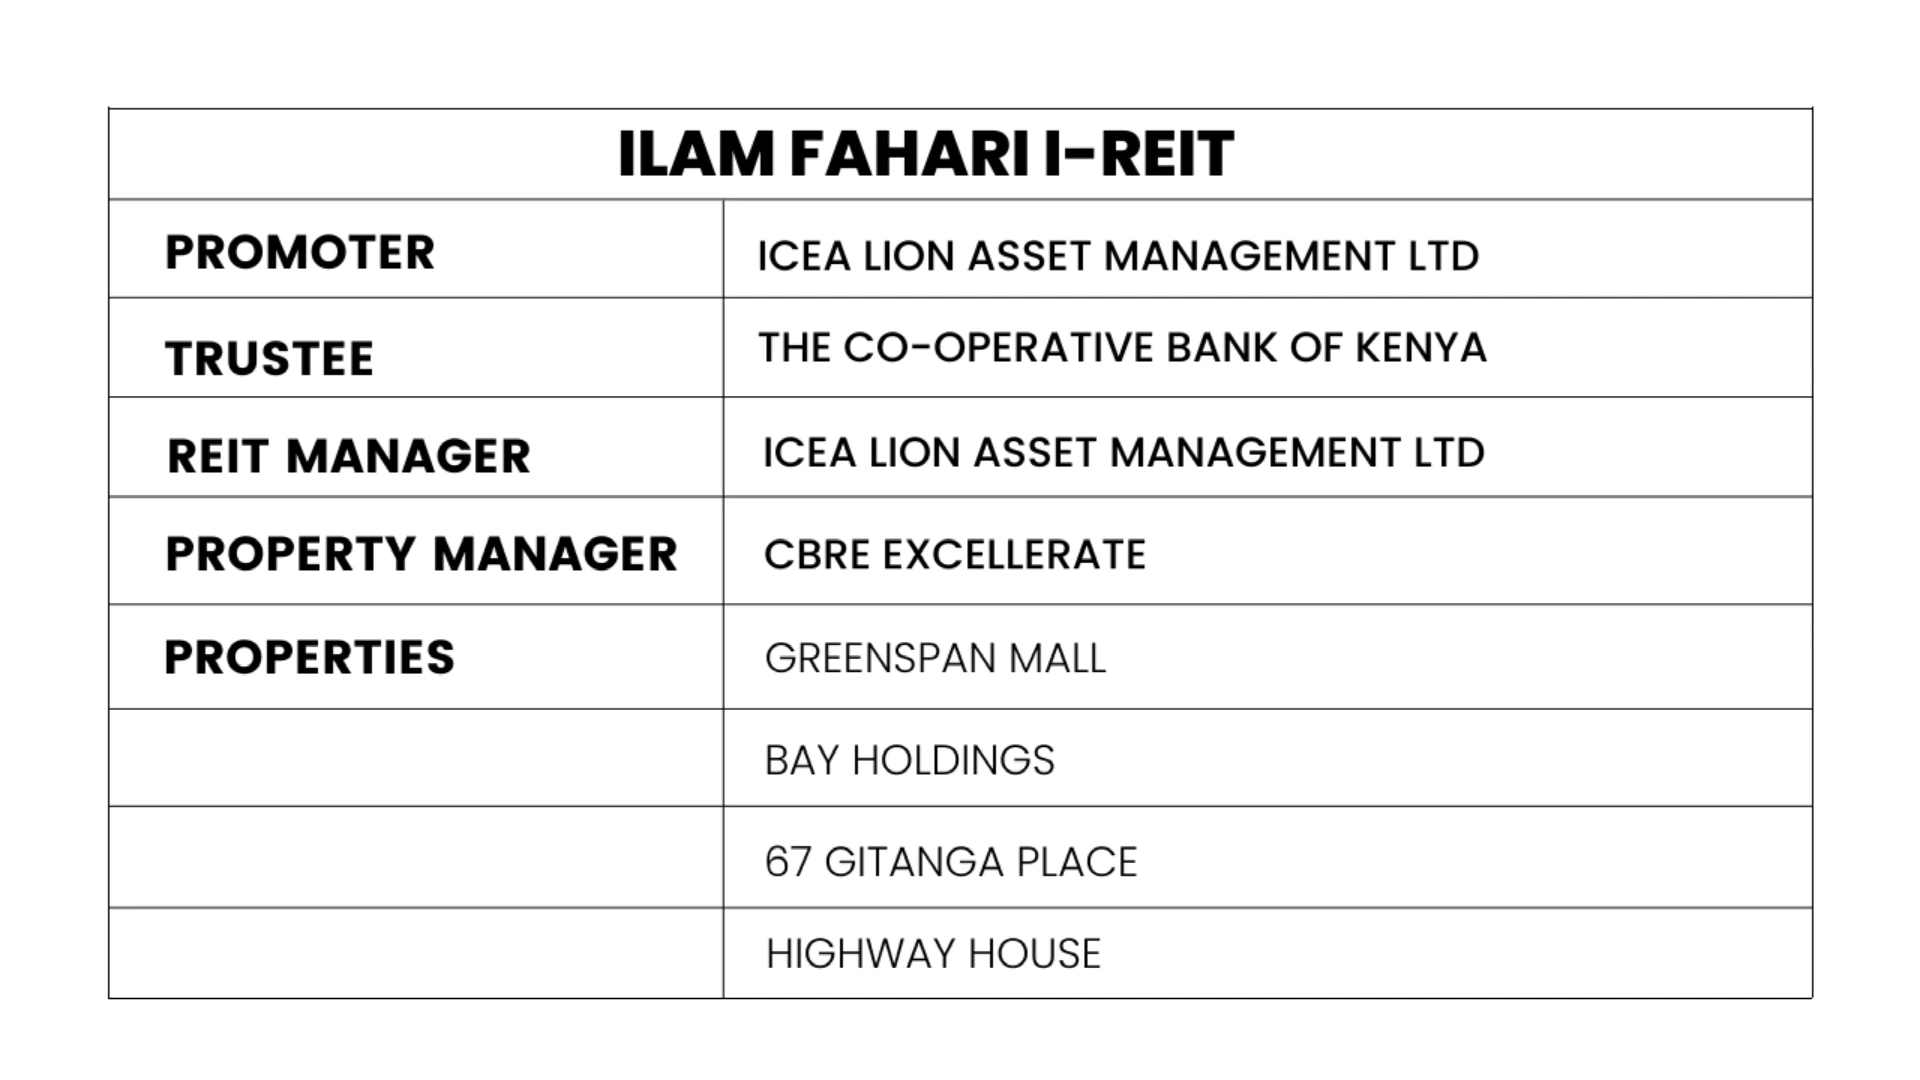 ILAM FAHARI I-REIT
PROMOTER
ICEA LION ASSET MANAGEMENT LTD
TRUSTEE
THE CO-OPERATIVE BANK OF KENYA
REIT MANAGER
ICEA LION ASSET MANAGEMENT LTD
PROPERTY MANAGER
CBRE EXCELLERATE
PROPERTIES
GREENSPAN MALL
BAY HOLDINGS
67 GITANGA PLACE
HIGHWAY HOUSE